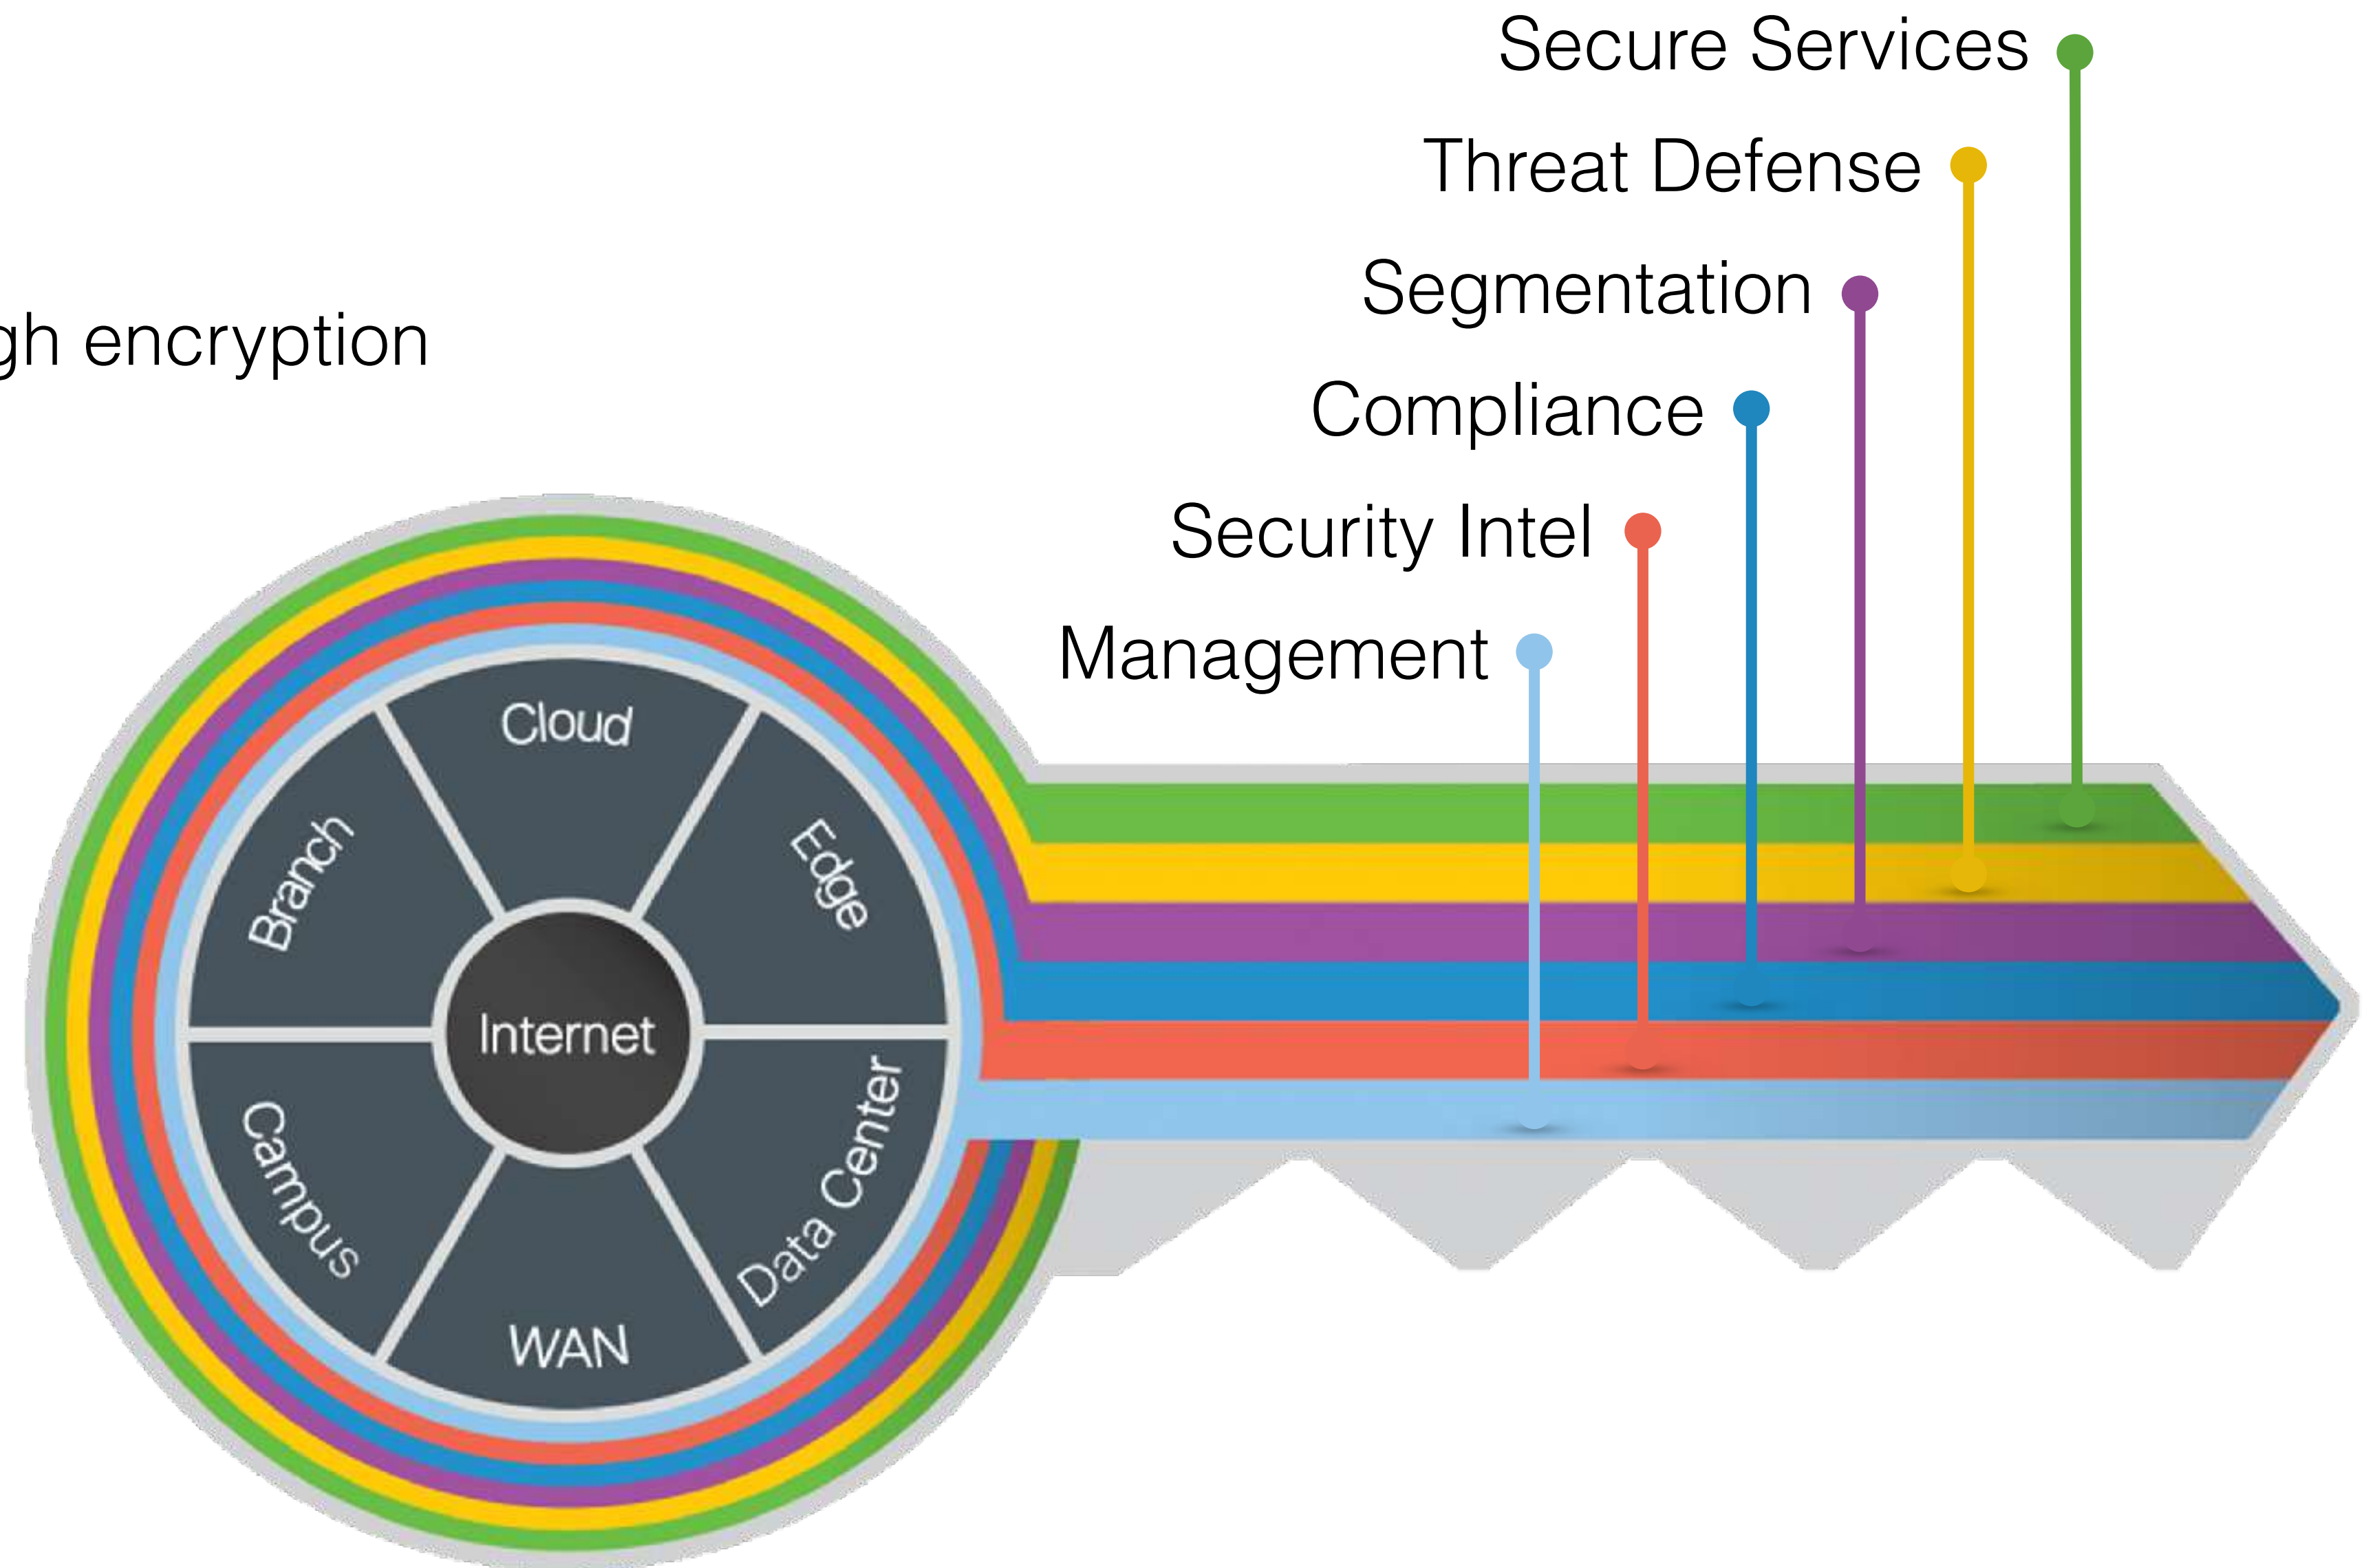 Secure Services
Threat Defense
Segmentation
gh encryption
Compliance
Security Intel
Management
Cloud
Edge
Branch
Internet
Campus
Data Center
WAN